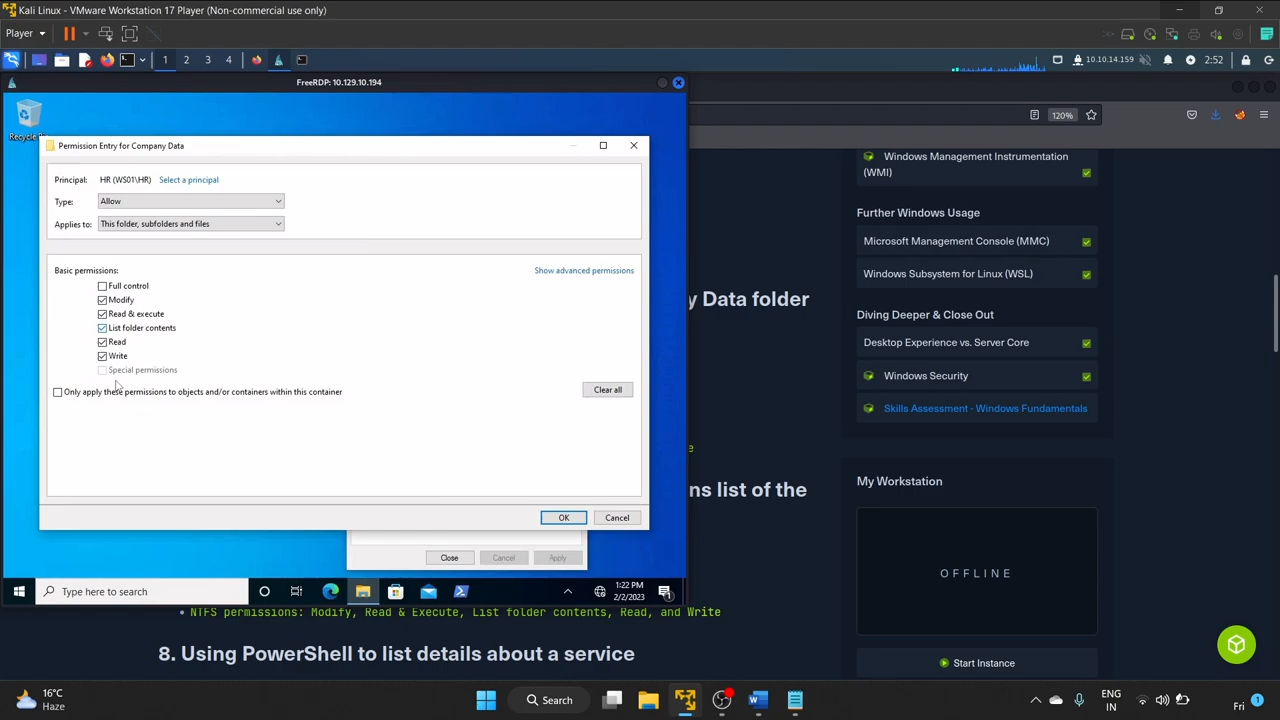 Kali Linux - VMware Workstation 17 Player (Non-commercial use only)
Player
1 2 3 4
10.10.14.159
2:52
FreeRDP: 10.129.10.194
120%
Permission Entry for Company Data
Principal: HR (WS01\HR) Select a principal
Type: Allow
Applies to: This folder, subfolders and files
Basic permissions:
Show advanced permissions
Full control
Modify
Read & execute
List folder contents
Read
Write
Special permissions
Only apply these permissions to objects and/or containers within this container
Clear all
OK
Cancel
Close
Cancel
Apply
Type here to search
1:22 PM
2/2/2023
1
Windows Management Instrumentation
(WMI)
Further Windows Usage
Microsoft Management Console (MMC)
Windows Subsystem for Linux (WSL)
Diving Deeper & Close Out
Desktop Experience vs. Server Core
Windows Security
Skills Assessment - Windows Fundamentals
My Workstation
OFFLINE
Start Instance
y Data folder
e
ns list of the
• NTFS permissions: Modify, Read & Execute, List folder contents, Read, and Write
8. Using PowerShell to list details about a service
16°C
Haze
Search
ENG
IN
Fri
1